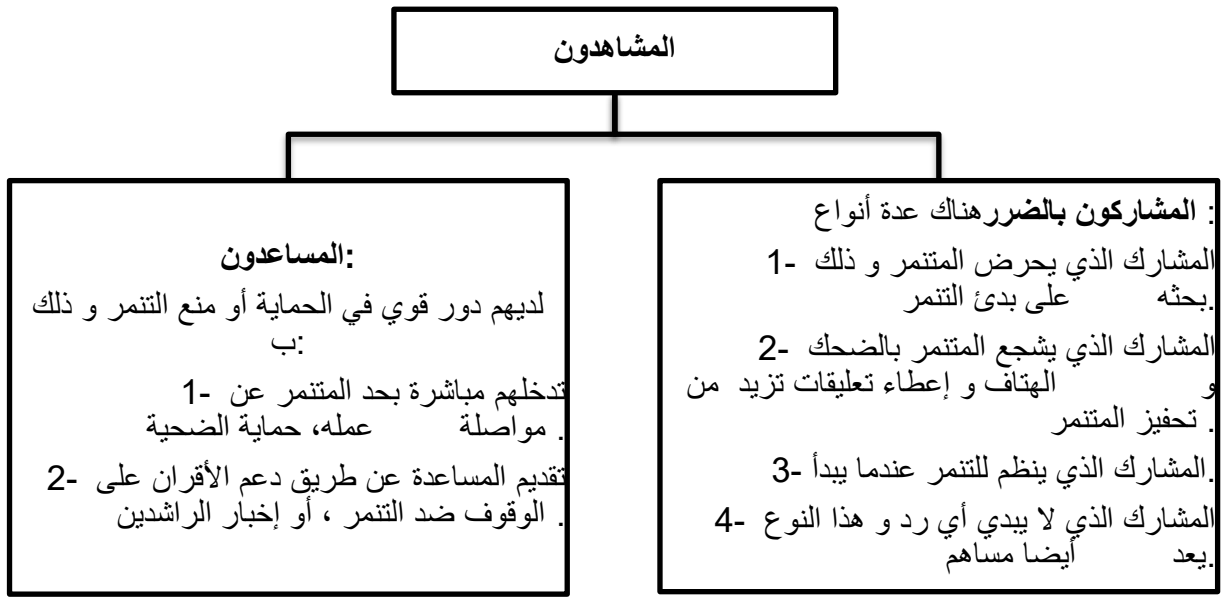 المشاهدون
: المشاركون بالضررهناك عدة أنواع
1- المشارك الذي يحرض المتنمر و ذلك
بحثه على بدئ التنمر.
2- المشارك الذي يشجع المتنمر بالضحك
و الهتاف و إعطاء تعليقات تزيد من
تحفيز المتنمر .
3- المشارك الذي ينظم للتنمر عندما يبدأ.
4- المشارك الذي لا يبدي أي رد و هذا النوع
يعد أيضا مساهم.
المساعدون:
لديهم دور قوي في الحماية أو منع التنمر و ذلك
ب:
1- تدخلهم مباشرة بحد المتنمر عن
مواصلة عمله، حماية الضحية .
2- تقديم المساعدة عن طريق دعم الأقران على
الوقوف ضد التنمر ، أو إخبار الراشدين .